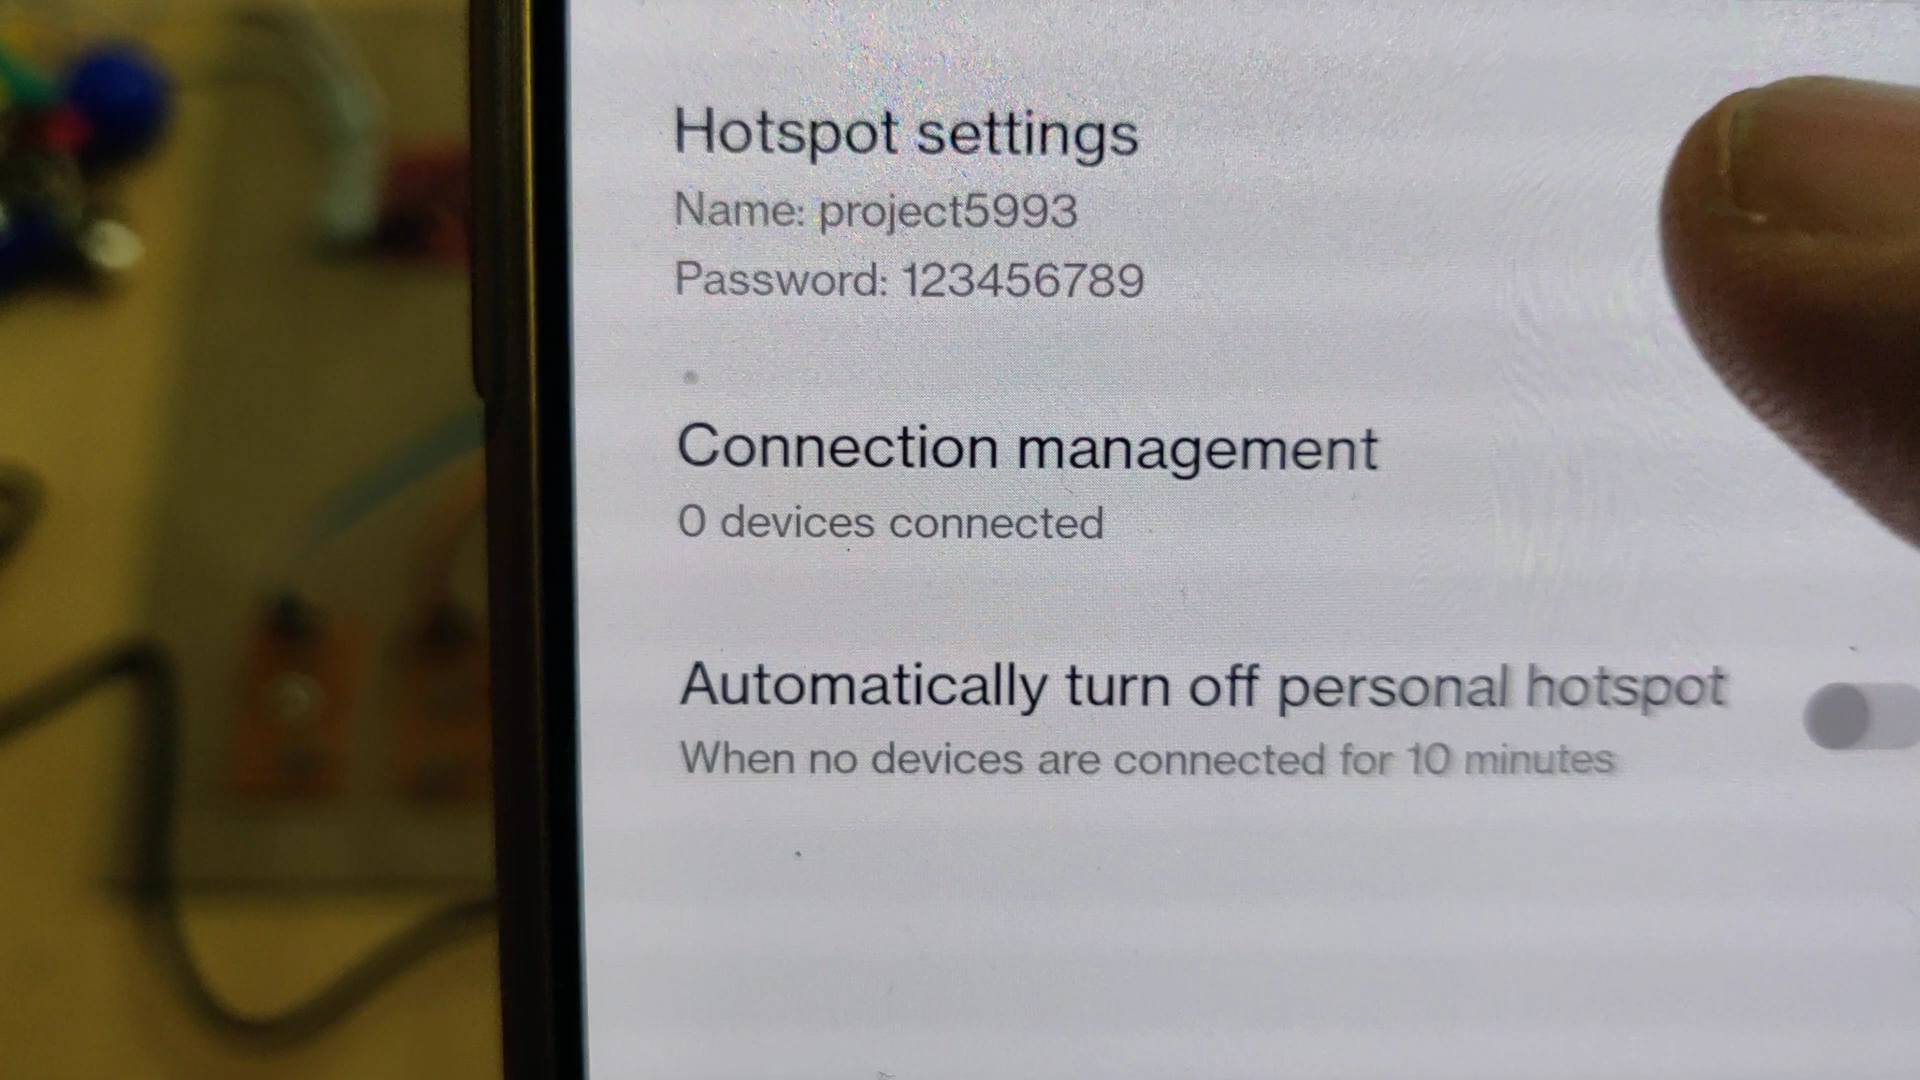 Hotspot settings
Name: project5993
Password: 123456789
Connection management
0 devices connected
Automatically turn off personal hotspot
When no devices are connected for 10 minutes